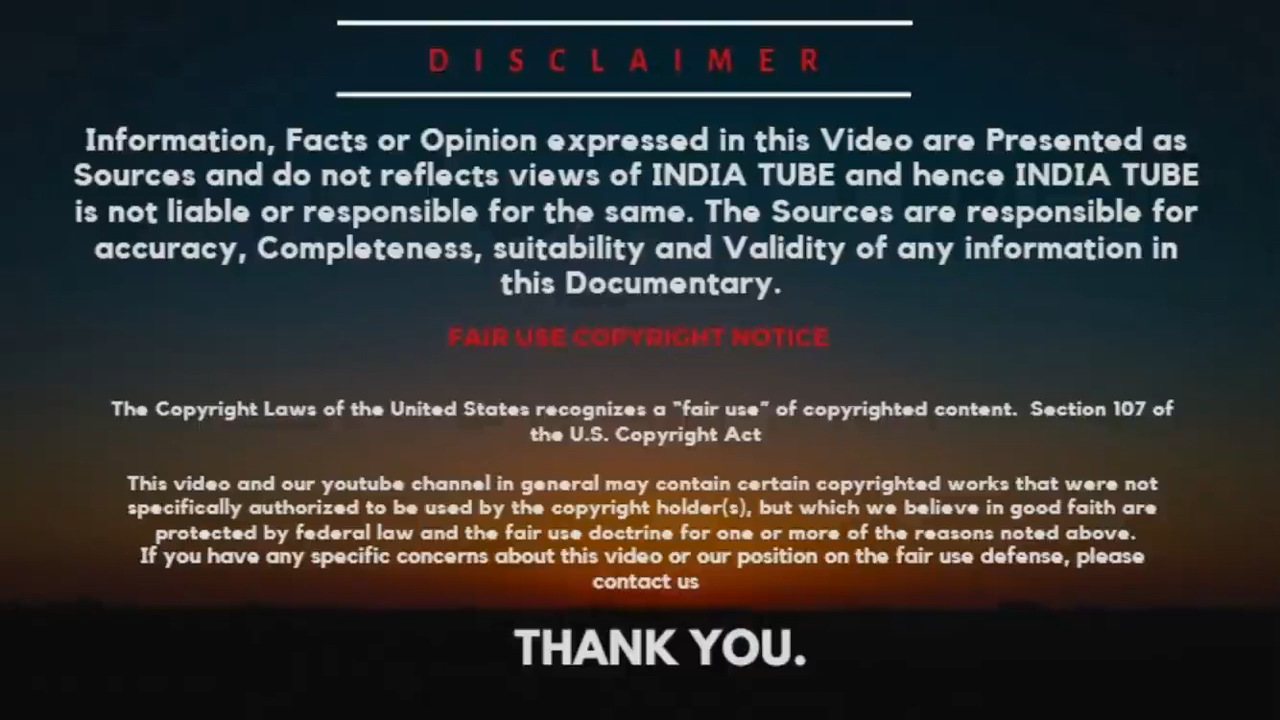 DISCLAIMER
Information, Facts or Opinion expressed in this Video are Presented as
Sources and do not reflects views of INDIA TUBE and hence INDIA TUBE
is not liable or responsible for the same. The Sources are responsible for
accuracy, Completeness, suitability and Validity of any information in
this Documentary.
FAIR USE COPYRIGHT NOTICE
The Copyright Laws of the United States recognizes a "fair use" of copyrighted content. Section 107 of
the U.S. Copyright Act
This video and our youtube channel in general may contain certain copyrighted works that were not
specifically authorized to be used by the copyright holder(s), but which we believe in good faith are
protected by federal law and the fair use doctrine for one or more of the reasons noted above.
If you have any specific concerns about this video or our position on the fair use defense, please
contact us
THANK YOU.